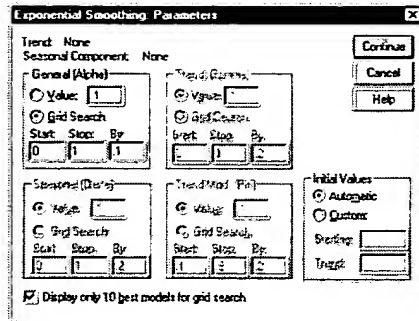 Exponential Smoothing: Parameters
Trend: None
Seasonal Component: None
Continue
Cancel
Help
General (Alpha)
Value: .1
Grid Search
Start: Stop: By:
0 1 .1
Trend (Gamma)
Value: .1
Grid Search
Start: Stop: By:
0 1 .2
Seasonal (Delta)
Value: .1
Grid Search
Start: Stop: By:
0 1 .2
Trend Mod. (Phi)
Value: .1
Grid Search
Start: Stop: By:
.1 .2
Initial Values
Automatic
Custom:
Starting:
Trend:
Display only 10 best models for grid search